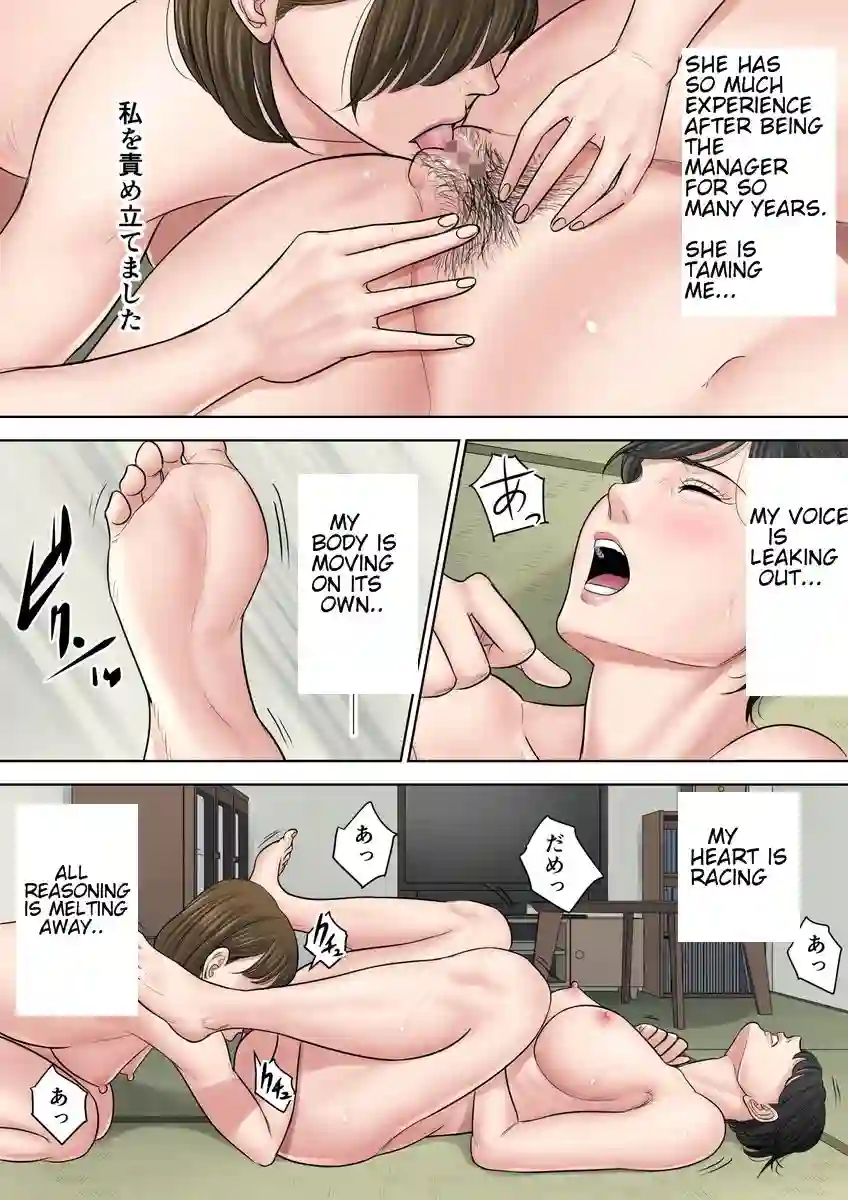 SHE HAS
SO MUCH
EXPERIENCE
AFTER BEING
THE
MANAGER
FOR SO
MANY YEARS.
SHE IS
TAMING
ME...
私を責め立てました
あっ
MY VOICE
IS
LEAKING
OUT...
MY
BODY IS
MOVING
ON ITS
OWN..
ビクン
MY
HEART IS
RACING
だめっ
あっ
あっ
ALL
REASONING
IS MELTING
AWAY..
クチュ
クチュ
あっ